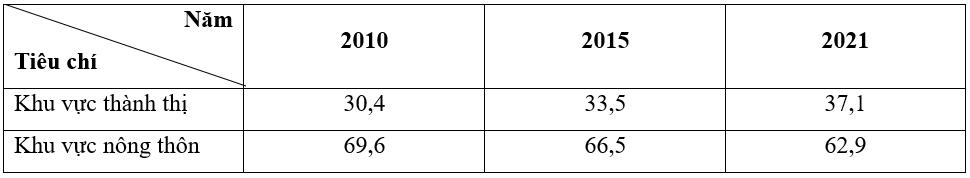 Năm
Tiêu chí
2010 2015 2021
Khu vực thành thị 30,4 33,5 37,1
Khu vực nông thôn 69,6 66,5 62,9